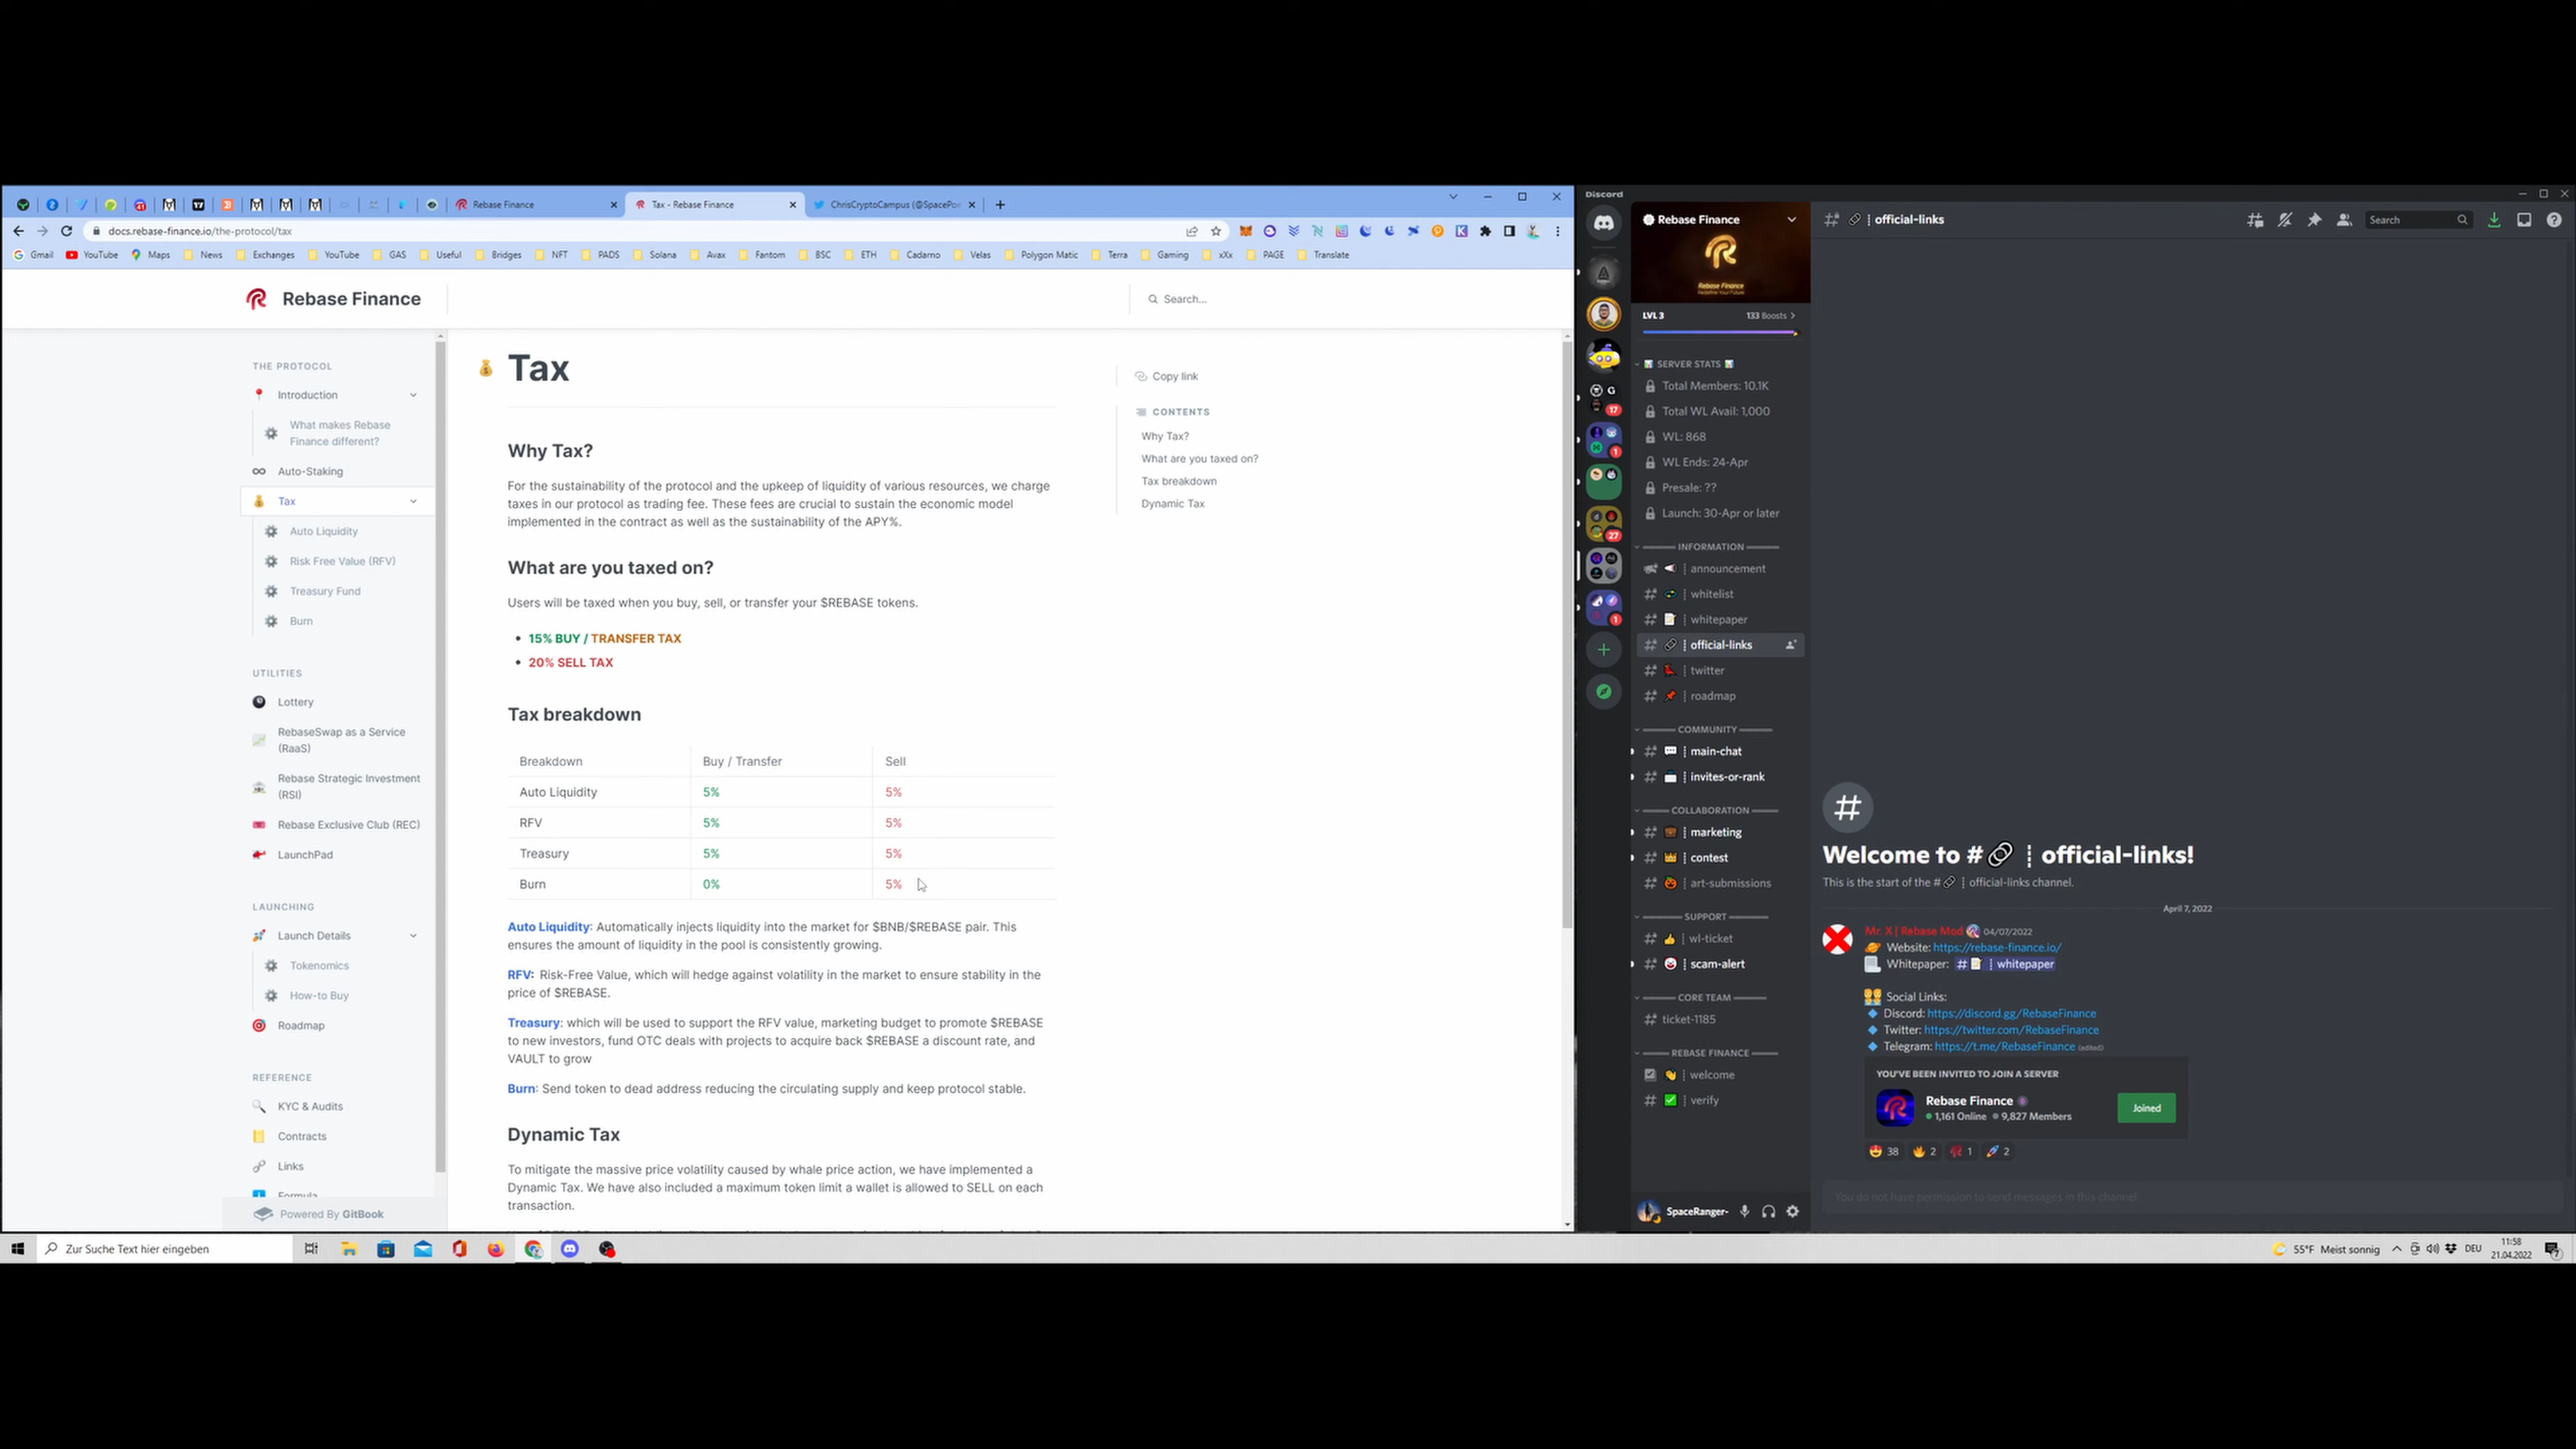 Rebase Finance
Tax - Rebase Finance
ChrisCryptoCampus (@SpacePo
docs.rebase-finance.io/the-protocol/tax
Gmail YouTube Maps News Exchanges YouTube GAS Useful Bridges NFT PADS Solana Avax Fantom BSC ETH Cadarno Velas Polygon Matic Terra Gaming xXx PAGE Translate
Rebase Finance
Search...
THE PROTOCOL
Introduction
What makes Rebase
Finance different?
Auto-Staking
Tax
Auto Liquidity
Risk Free Value (RFV)
Treasury Fund
Burn
UTILITIES
Lottery
RebaseSwap as a Service
(RaaS)
Rebase Strategic Investment
(RSI)
Rebase Exclusive Club (REC)
LaunchPad
LAUNCHING
Launch Details
Tokenomics
How-to Buy
Roadmap
REFERENCE
KYC & Audits
Contracts
Links
Formula
Powered By GitBook
Tax
Why Tax?
For the sustainability of the protocol and the upkeep of liquidity of various resources, we charge
taxes in our protocol as trading fee. These fees are crucial to sustain the economic model
implemented in the contract as well as the sustainability of the APY%.
What are you taxed on?
Users will be taxed when you buy, sell, or transfer your $REBASE tokens.
• 15% BUY / TRANSFER TAX
• 20% SELL TAX
Tax breakdown
Breakdown Buy / Transfer Sell
Auto Liquidity 5% 5%
RFV 5% 5%
Treasury 5% 5%
Burn 0% 5%
Auto Liquidity: Automatically injects liquidity into the market for $BNB/$REBASE pair. This
ensures the amount of liquidity in the pool is consistently growing.
RFV: Risk-Free Value, which will hedge against volatility in the market to ensure stability in the
price of $REBASE.
Treasury: which will be used to support the RFV value, marketing budget to promote $REBASE
to new investors, fund OTC deals with projects to acquire back $REBASE a discount rate, and
VAULT to grow
Burn: Send token to dead address reducing the circulating supply and keep protocol stable.
Dynamic Tax
To mitigate the massive price volatility caused by whale price action, we have implemented a
Dynamic Tax. We have also included a maximum token limit a wallet is allowed to SELL on each
transaction.
Copy link
CONTENTS
Why Tax?
What are you taxed on?
Tax breakdown
Dynamic Tax
Discord
17
1
27
1
Rebase Finance
Rebase Finance
Redefine Your Future
LVL 3 133 Boosts
SERVER STATS
Total Members: 10.1K
Total WL Avail: 1,000
WL: 868
WL Ends: 24-Apr
Presale: ??
Launch: 30-Apr or later
INFORMATION
announcement
whitelist
whitepaper
official-links
twitter
roadmap
COMMUNITY
main-chat
invites-or-rank
COLLABORATION
marketing
contest
art-submissions
SUPPORT
wl-ticket
scam-alert
CORE TEAM
ticket-1185
REBASE FINANCE
welcome
verify
SpaceRanger-
official-links
Search
Welcome to # official-links!
This is the start of the # official-links channel.
April 7, 2022
Mr. X | Rebase Mod 04/07/2022
Website: https://rebase-finance.io/
Whitepaper: # whitepaper
Social Links:
Discord: https://discord.gg/RebaseFinance
Twitter: https://twitter.com/RebaseFinance
Telegram: https://t.me/RebaseFinance (edited)
YOU'VE BEEN INVITED TO JOIN A SERVER
Rebase Finance
1,161 Online 9,827 Members
Joined
38 2 1 2
You do not have permission to send messages in this channel
Zur Suche Text hier eingeben
55°F Meist sonnig
DEU
11:58
21.04.2022